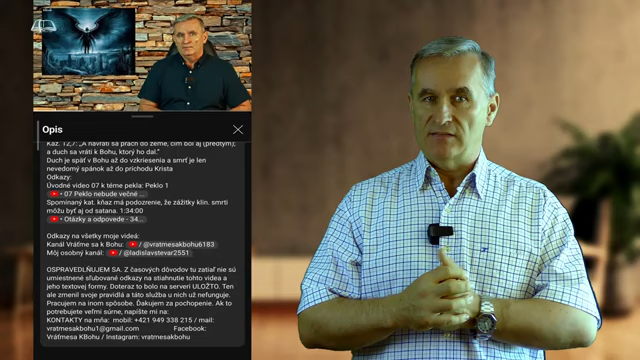 Opis
Kaz. 12,7: „A navráti sa prach do zeme, čím bol aj (predtým);
a duch sa vráti k Bohu, ktorý ho dal."
Duch je späť v Bohu až do vzkriesenia a smrť je len
nevedomý spánok až do príchodu Krista
Odkazy:
Úvodné video 07 k téme pekla: Peklo 1
• 07 Peklo nebude večné ...
Spomínaný kat. kňaz má podozrenie, že zážitky klin. smrti
môžu byť aj od satana. 1:34:00
• Otázky a odpovede - 34...
Odkazy na všetky moje videá:
Kanál Vráťme sa k Bohu: / @vratmesakbohu6183
Môj osobný kanál: / @ladislavstevar2551
OSPRAVEDLŇUJEM SA. Z časových dôvodov tu zatiaľ nie sú
umiestnené sľubované odkazy na stiahnutie tohto videa a
jeho textovej formy. Doteraz to bolo na serveri ULOŽTO. Ten
ale zmenil svoje pravidlá a táto služba u nich už nefunguje.
Pracujem na inom spôsobe. Ďakujem za pochopenie. Ak to
potrebujete veľmi súrne, napíšte mi na:
KONTAKTY na mňa: mobil: +421 949 338 215 / mail:
vratmesakbohu1@gmail.com Facebook:
Vráťmesa KBohu / Instagram: vratmesakbohu